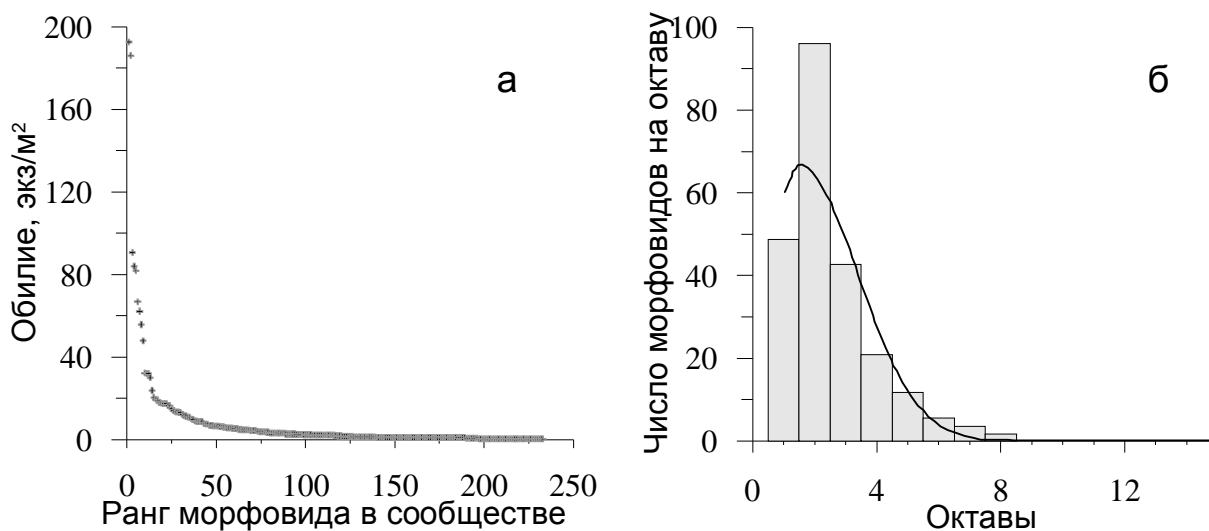 Обилие, экз/м²
200
160
120
80
40
0
а
0 50 100 150 200 250
Ранг морфовида в сообществе
Число морфовидов на октаву
100
80
60
40
20
0
б
0 4 8 12
Октавы